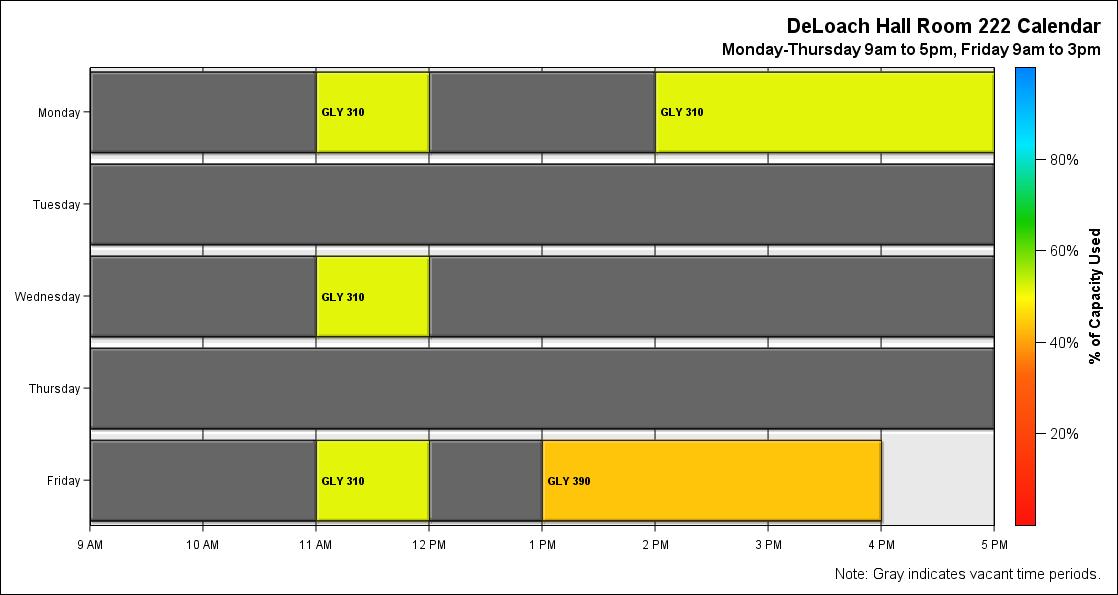 DeLoach Hall Room 222 Calendar
Monday-Thursday 9am to 5pm, Friday 9am to 3pm
Monday
GLY 310
GLY 310
80%
Tuesday
60%
Wednesday
GLY 310
40%
% of Capacity Used
Thursday
20%
Friday
GLY 310
GLY 390
9 AM 10 AM 11 AM 12 PM 1 PM 2 PM 3 PM 4 PM 5 PM
Note: Gray indicates vacant time periods.